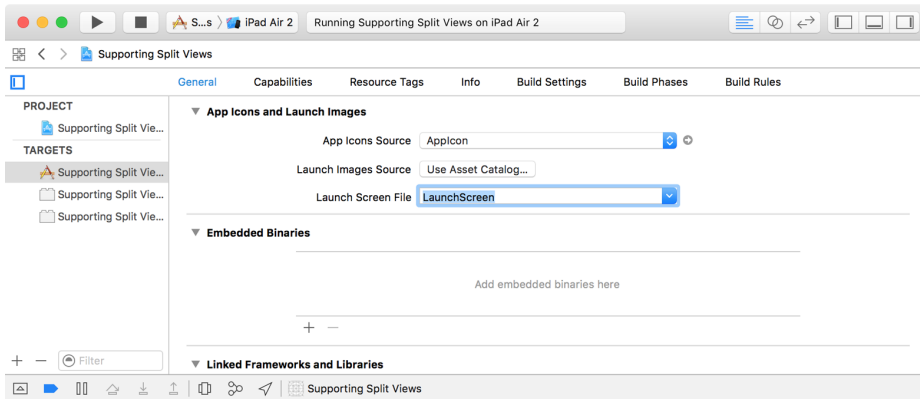 S...s iPad Air 2 Running Supporting Split Views on iPad Air 2
Supporting Split Views
General Capabilities Resource Tags Info Build Settings Build Phases Build Rules
PROJECT
Supporting Split Vie...
TARGETS
Supporting Split Vie...
Supporting Split Vie...
Supporting Split Vie...
App Icons and Launch Images
App Icons Source AppIcon
Launch Images Source Use Asset Catalog...
Launch Screen File LaunchScreen
Embedded Binaries
Add embedded binaries here
Filter
Linked Frameworks and Libraries
Supporting Split Views